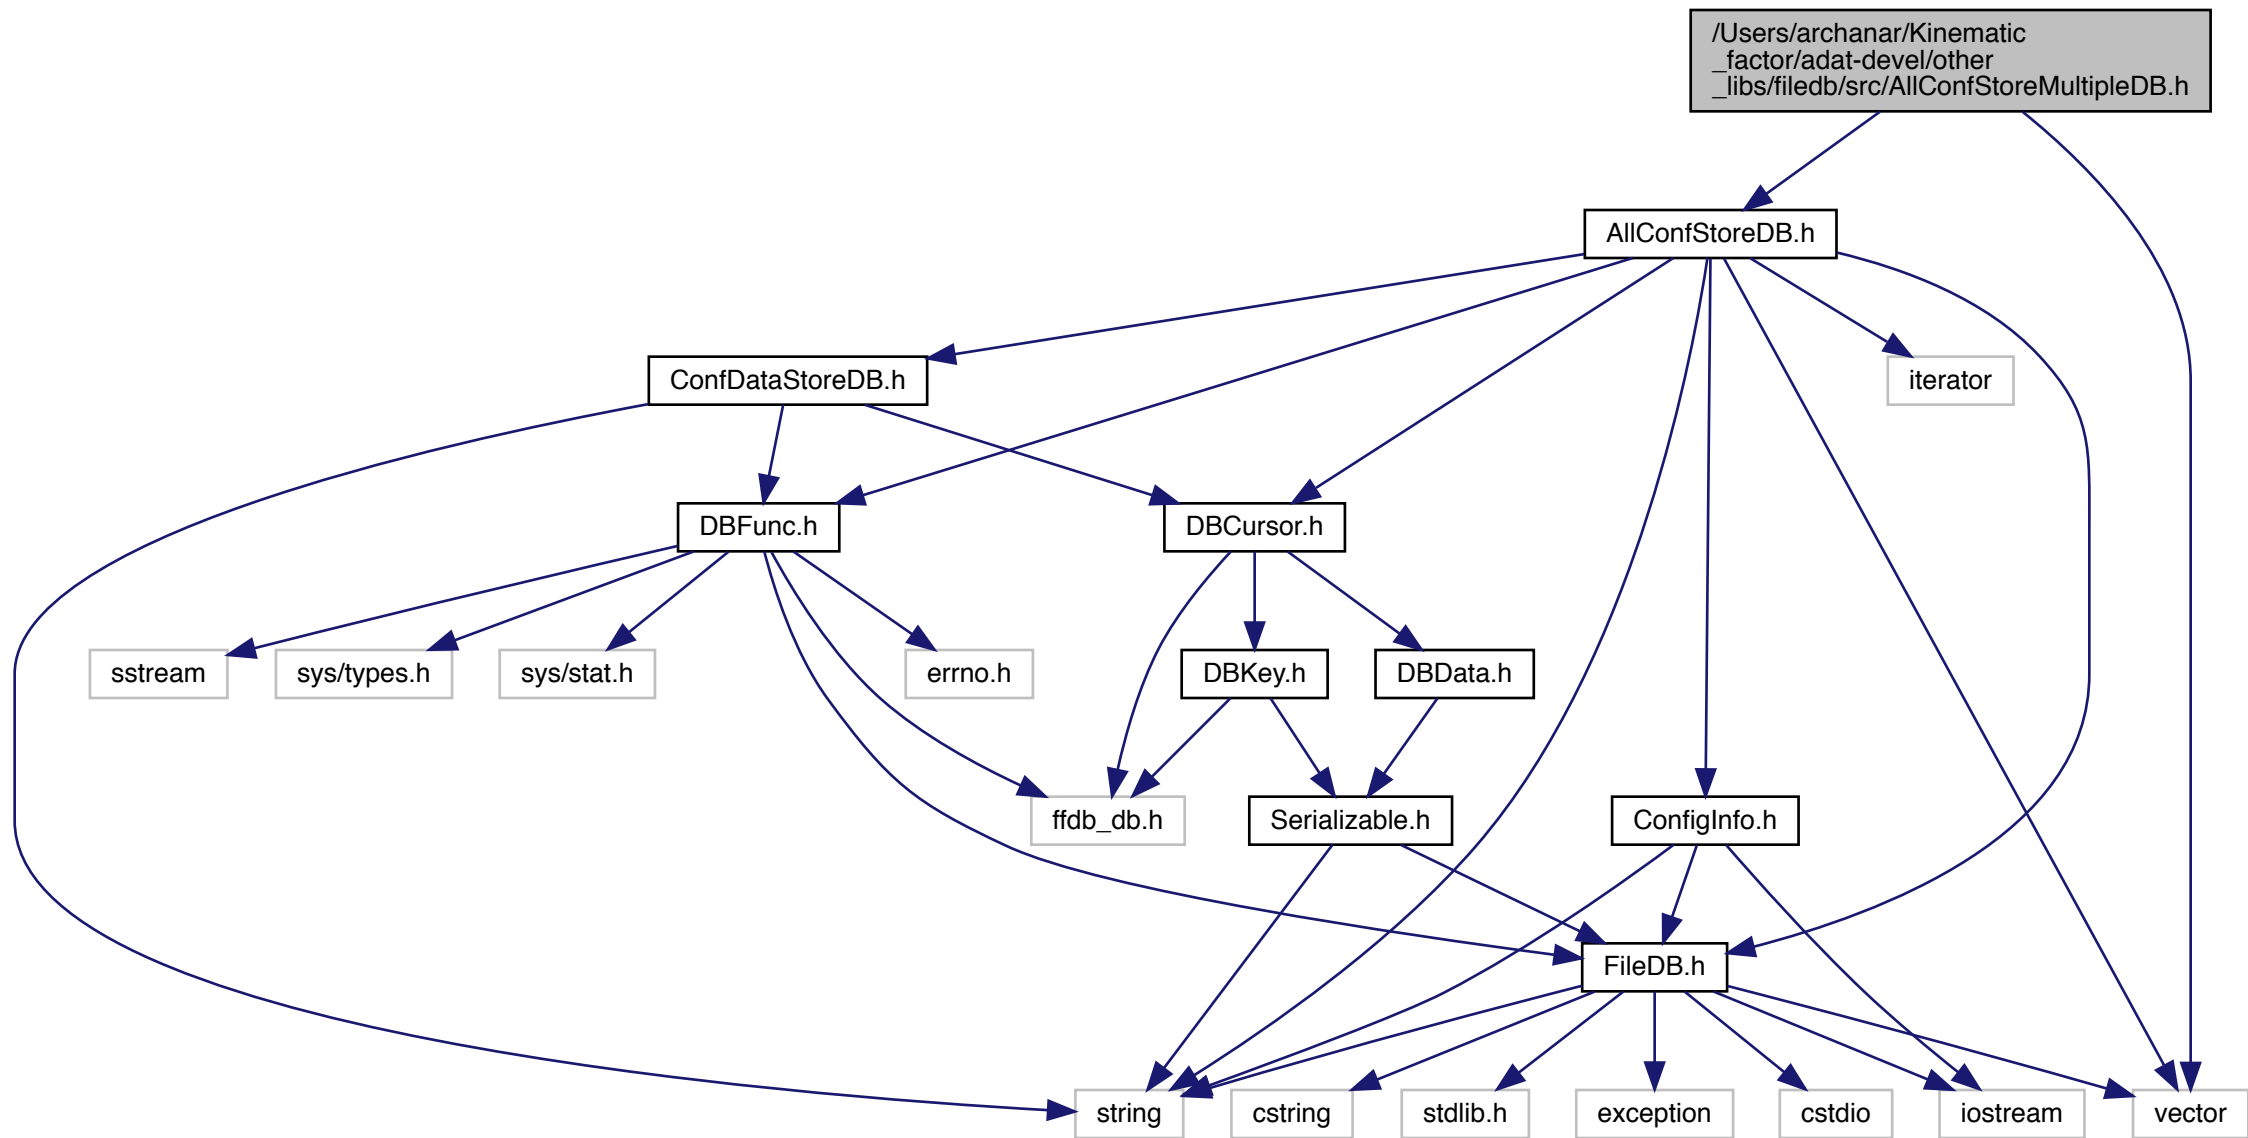 /Users/archanar/Kinematic
_factor/adat-devel/other
_libs/filedb/src/AllConfStoreMultipleDB.h
AllConfStoreDB.h
ConfDataStoreDB.h
iterator
DBFunc.h
DBCursor.h
sstream
sys/types.h
sys/stat.h
errno.h
DBKey.h
DBData.h
ffdb_db.h
Serializable.h
ConfigInfo.h
FileDB.h
string
cstring
stdlib.h
exception
cstdio
iostream
vector